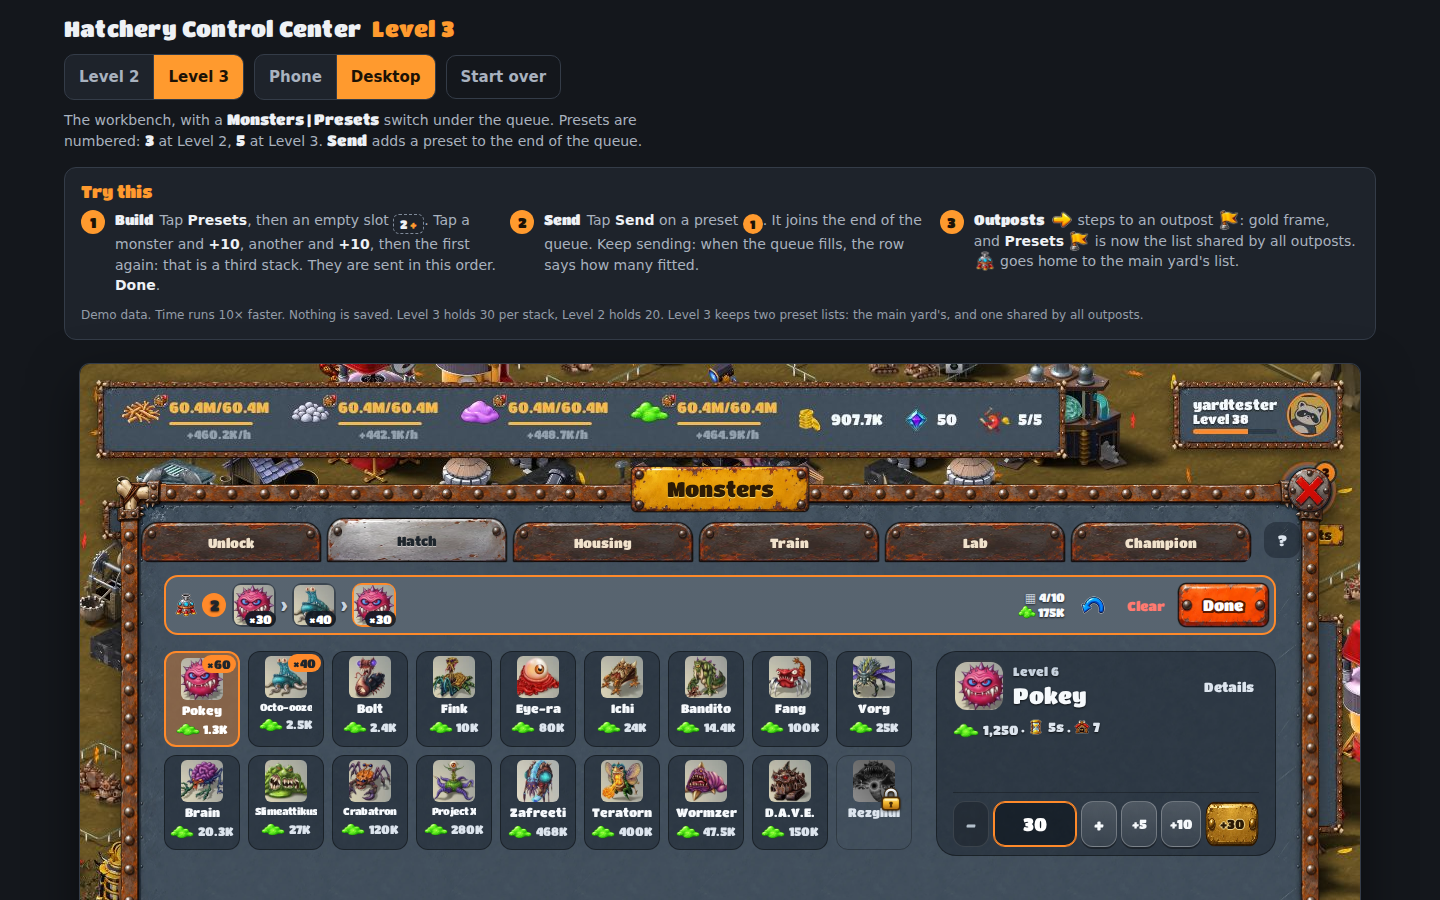 Hatchery Control Center Level 3
Level 2 Level 3 Phone Desktop Start over
The workbench, with a Monsters|Presets switch under the queue. Presets are
numbered: 3 at Level 2, 5 at Level 3. Send adds a preset to the end of the queue.
Try this
1 Build Tap Presets, then an empty slot 2+. Tap a
monster and +10, another and +10, then the first
again: that is a third stack. They are sent in this order.
Done.
2 Send Tap Send on a preset 1. It joins the end of the
queue. Keep sending: when the queue fills, the row
says how many fitted.
3 Outposts steps to an outpost : gold frame,
and Presets is now the list shared by all outposts.
goes home to the main yard's list.
Demo data. Time runs 10× faster. Nothing is saved. Level 3 holds 30 per stack, Level 2 holds 20. Level 3 keeps two preset lists: the main yard's, and one shared by all outposts.
60.4M/60.4M 60.4M/60.4M 60.4M/60.4M 60.4M/60.4M 907.7K 50 5/5
+460.2K/h +442.1K/h +448.7K/h +464.9K/h
yardtester
Level 36
Monsters
Unlock Hatch Housing Train Lab Champion ?
2 ×30 › ×40 › ×30
4/10
175K
Clear Done
×60 ×40
Pokey Octo-ooze Bolt Fink Eye-ra Ichi Bandito Fang Vorg
1.3K 2.5K 2.4K 10K 80K 24K 14.4K 100K 25K
Brain Slimeattikus Crabatron Project X Zafreeti Teratorn Wormzer D.A.V.E. Rezghul
20.3K 27K 120K 280K 468K 400K 47.5K 150K
Level 6
Pokey
Details
1,250 · 5s · 7
− 30 + +5 +10 +30